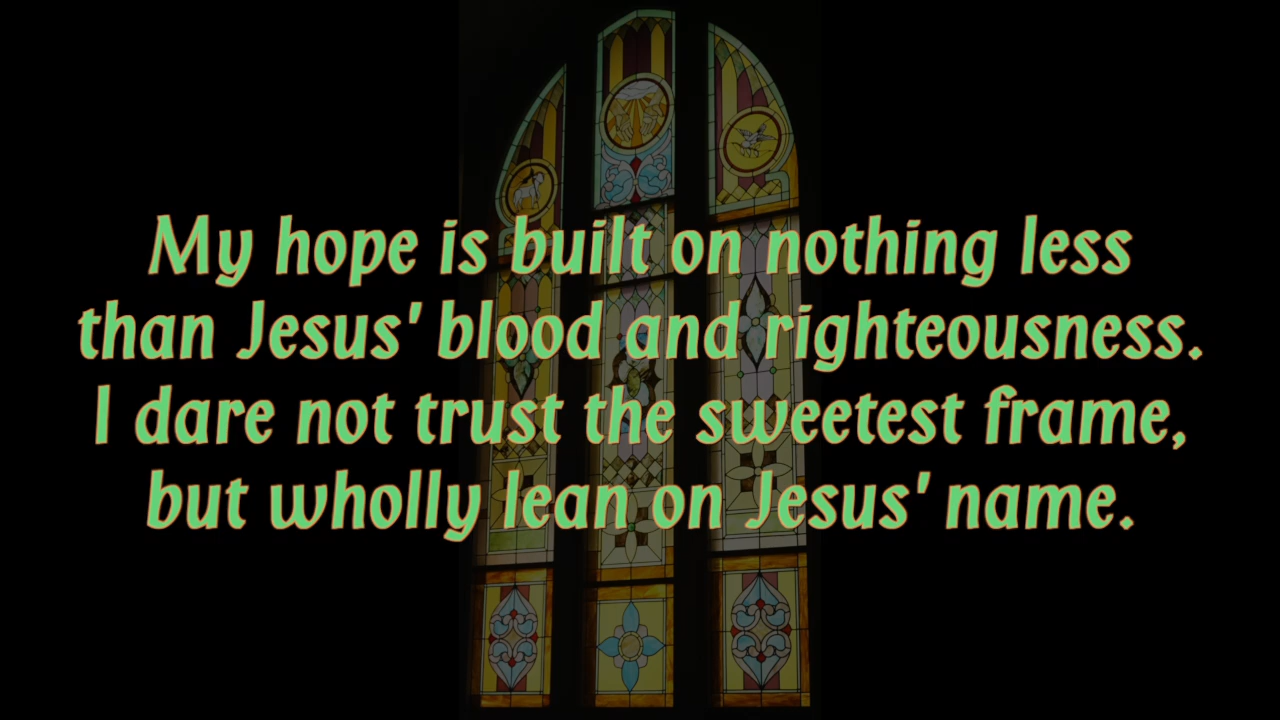 My hope is built on nothing less
than Jesus' blood and righteousness.
I dare not trust the sweetest frame,
but wholly lean on Jesus' name.